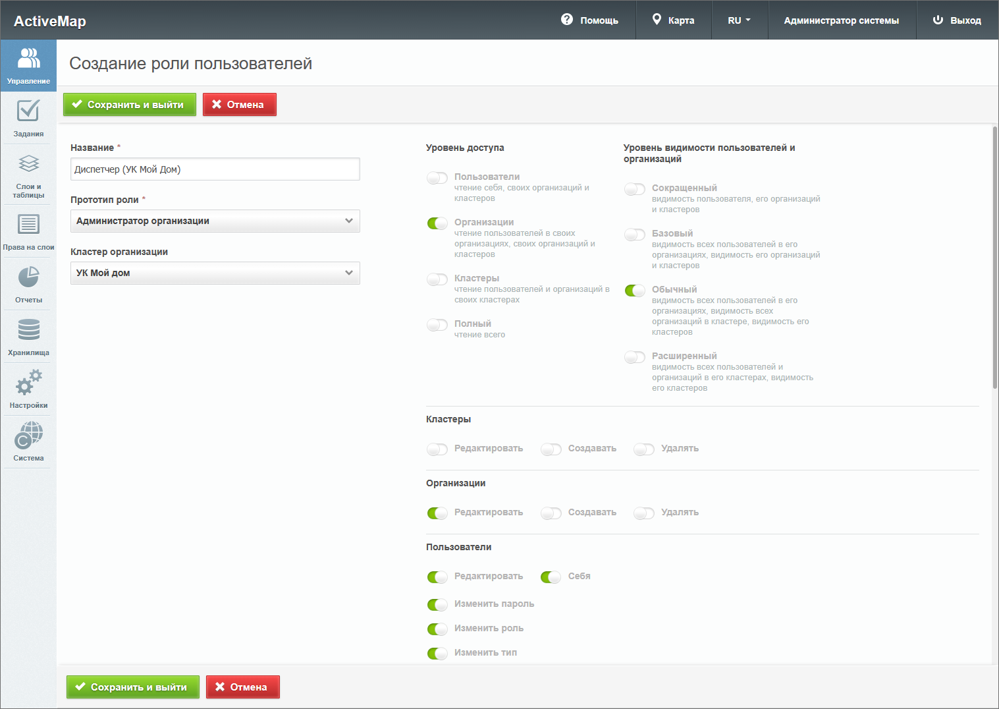 ActiveMap
Помощь
Карта
RU
Администратор системы
Выход
Управление
Задания
Слои и
таблицы
Права на слои
Отчеты
Хранилища
Настройки
Система
Создание роли пользователей
Сохранить и выйти
Отмена
Название *
Диспетчер (УК Мой Дом)
Прототип роли *
Администратор организации
Кластер организации
УК Мой дом
Уровень доступа
Пользователи
чтение себя, своих организаций и
кластеров
Организации
чтение пользователей в своих
организациях, своих организаций и
кластеров
Кластеры
чтение пользователей и организаций в
своих кластерах
Полный
чтение всего
Уровень видимости пользователей и
организаций
Сокращенный
видимость пользователя, его организаций
и кластеров
Базовый
видимость всех пользователей в его
организациях, видимость его организаций
и кластеров
Обычный
видимость всех пользователей в его
организациях, видимость всех
организаций в кластере, видимость его
кластеров
Расширенный
видимость всех пользователей и
организаций в его кластерах, видимость
его кластеров
Кластеры
Редактировать
Создавать
Удалять
Организации
Редактировать
Создавать
Удалять
Пользователи
Редактировать
Себя
Изменить пароль
Изменить роль
Изменить тип
Сохранить и выйти
Отмена